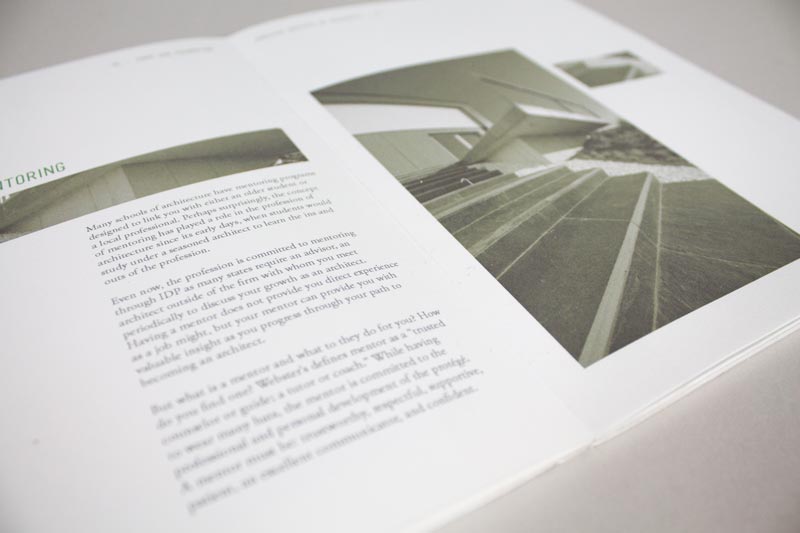 NTORING
Many schools of architecture have mentoring programs
designed to link you with either an older student or
a local professional. Perhaps surprisingly, the concept
of mentoring has played a role in the profession of
architecture since its early days, when students would
study under a seasoned architect to learn the ins and
outs of the profession.
Even now, the profession is committed to mentoring
through IDP as many states require an advisor, an
architect outside of the firm with whom you meet
periodically to discuss your growth as an architect.
Having a mentor does not provide you direct experience
as a job might, but your mentor can provide you with
valuable insight as you progress through your path to
becoming an architect.
But what is a mentor and what to they do for you? How
do you find one? Webster's defines mentor as a "trusted
counselor or guide; a tutor or coach." While having
to wear many hats, the mentor is committed to the
professional and personal development of the protégé.
A mentor must be: trustworthy, respectful, supportive,
patient, an excellent communicator, and confident.